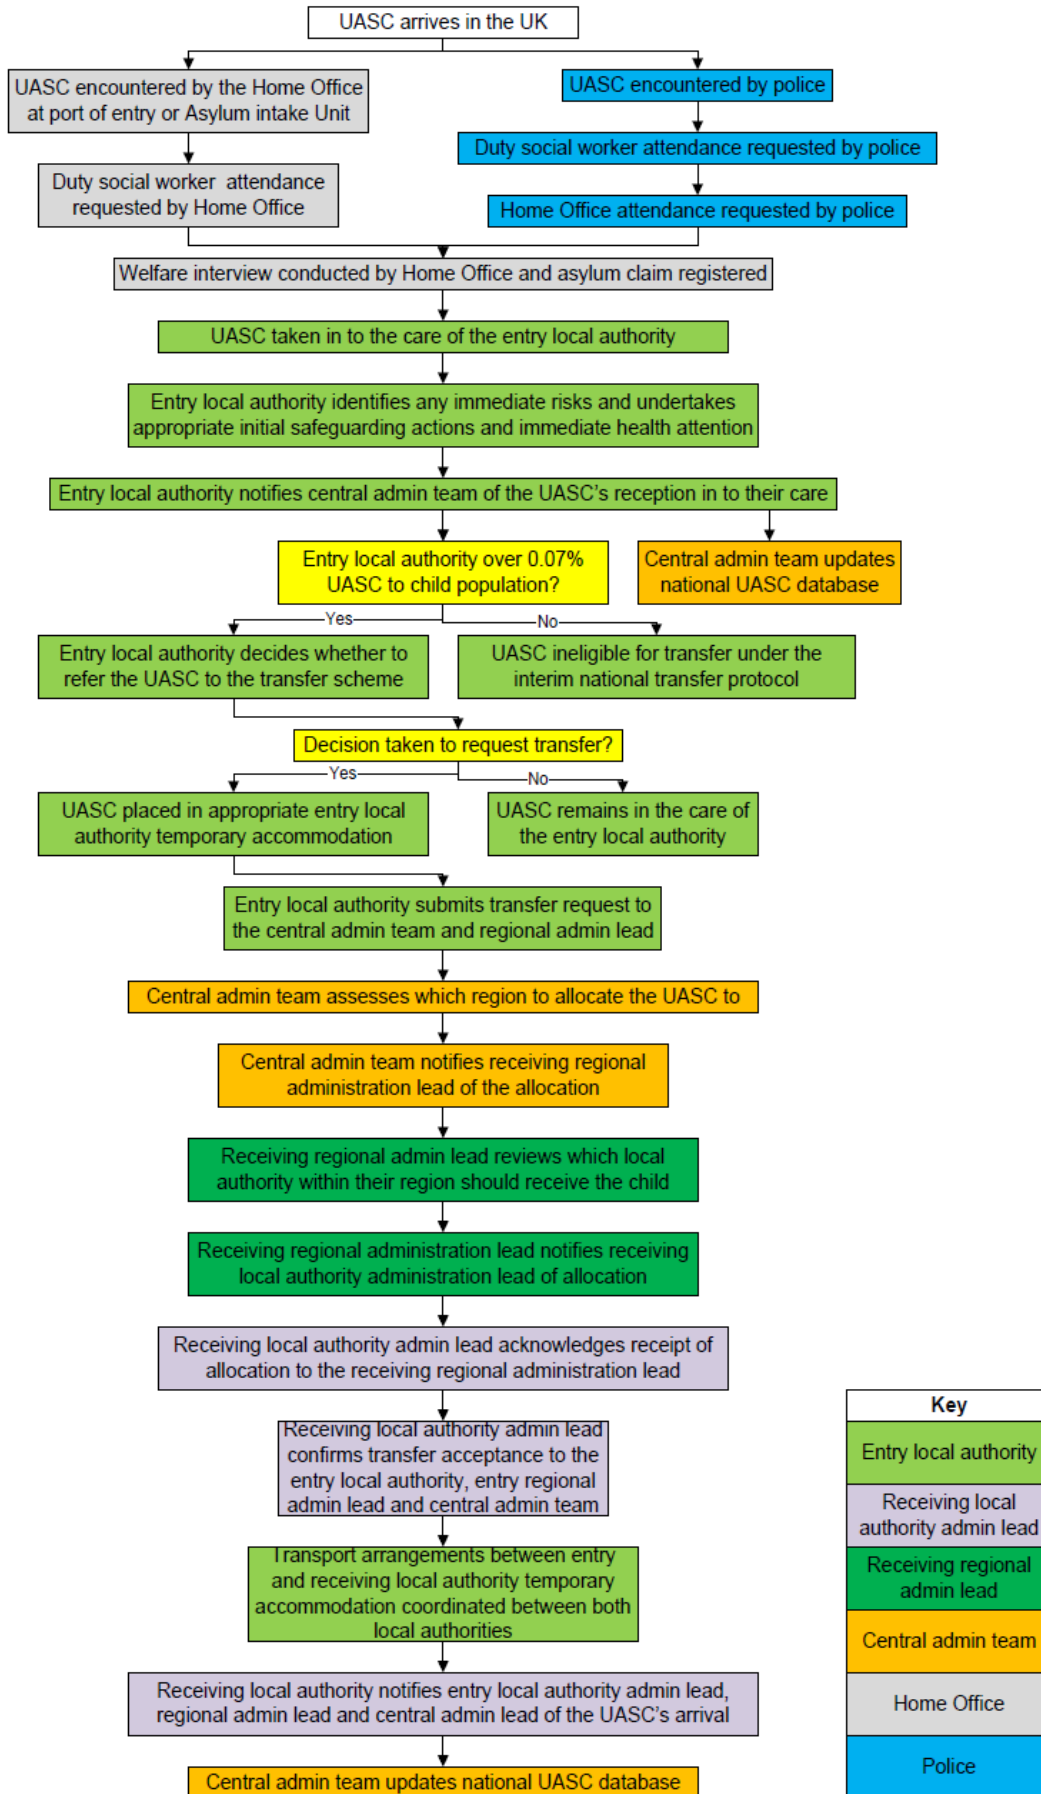 UASC arrives in the UK
UASC encountered by the Home Office
at port of entry or Asylum intake Unit
UASC encountered by police
Duty social worker attendance requested by police
Duty social worker attendance
requested by Home Office
Home Office attendance requested by police
Welfare interview conducted by Home Office and asylum claim registered
UASC taken in to the care of the entry local authority
Entry local authority identifies any immediate risks and undertakes
appropriate initial safeguarding actions and immediate health attention
Entry local authority notifies central admin team of the UASC's reception in to their care
Entry local authority over 0.07%
UASC to child population?
Central admin team updates
national UASC database
Yes
No
Entry local authority decides whether to
refer the UASC to the transfer scheme
UASC ineligible for transfer under the
interim national transfer protocol
Decision taken to request transfer?
Yes
No
UASC placed in appropriate entry local
authority temporary accommodation
UASC remains in the care of
the entry local authority
Entry local authority submits transfer request to
the central admin team and regional admin lead
Central admin team assesses which region to allocate the UASC to
Central admin team notifies receiving regional
administration lead of the allocation
Receiving regional admin lead reviews which local
authority within their region should receive the child
Receiving regional administration lead notifies receiving
local authority administration lead of allocation
Receiving local authority admin lead acknowledges receipt of
allocation to the receiving regional administration lead
Receiving local authority admin lead
confirms transfer acceptance to the
entry local authority, entry regional
admin lead and central admin team
Transport arrangements between entry
and receiving local authority temporary
accommodation coordinated between both
local authorities
Receiving local authority notifies entry local authority admin lead,
regional admin lead and central admin lead of the UASC's arrival
Central admin team updates national UASC database
Key
Entry local authority
Receiving local
authority admin lead
Receiving regional
admin lead
Central admin team
Home Office
Police